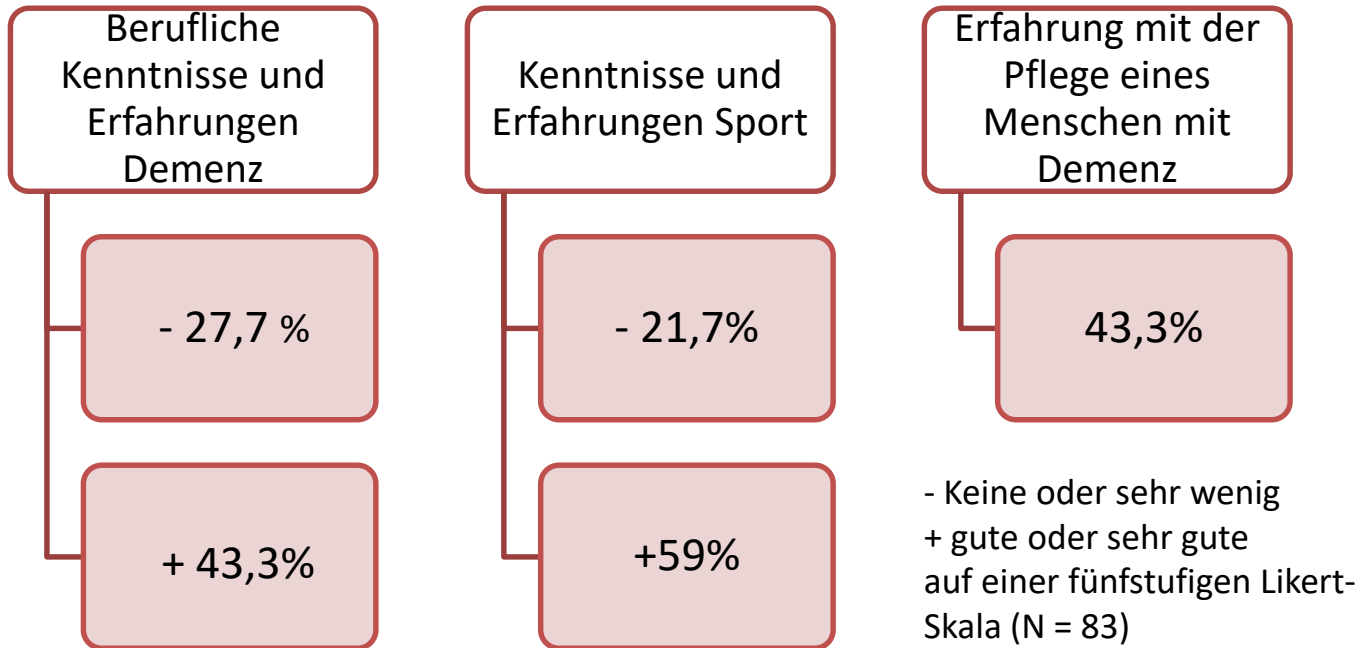 Berufliche
Kenntnisse und
Erfahrungen
Demenz
- 27,7 %
+ 43,3%
Kenntnisse und
Erfahrungen Sport
- 21,7%
+59%
Erfahrung mit der
Pflege eines
Menschen mit
Demenz
43,3%
- Keine oder sehr wenig
+ gute oder sehr gute
auf einer fünfstufigen Likert-
Skala (N = 83)